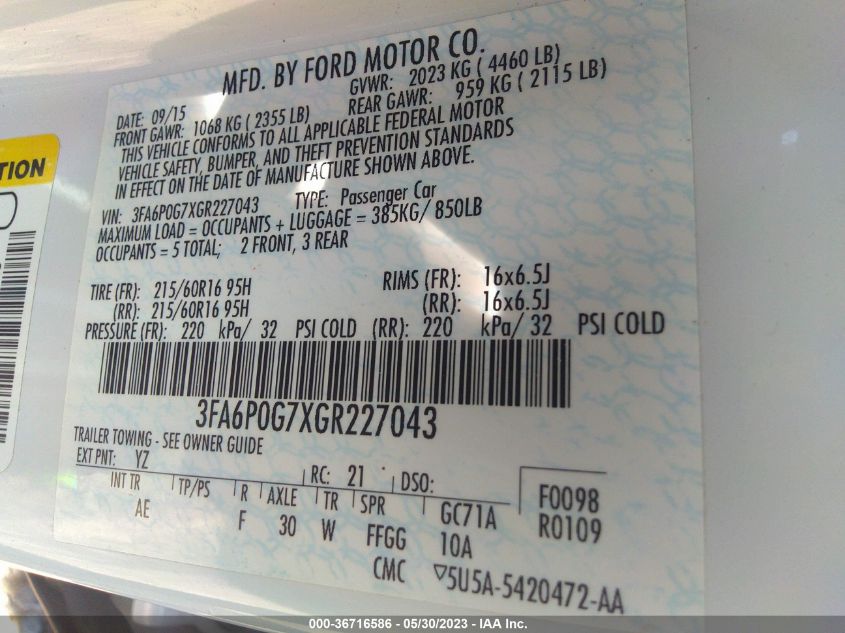 MFD. BY FORD MOTOR CO.
DATE: 09/15 GVWR: 2023 KG ( 4460 LB)
FRONT GAWR: 1068 KG ( 2355 LB) REAR GAWR: 959 KG ( 2115 LB)
THIS VEHICLE CONFORMS TO ALL APPLICABLE FEDERAL MOTOR
VEHICLE SAFETY, BUMPER, AND THEFT PREVENTION STANDARDS
IN EFFECT ON THE DATE OF MANUFACTURE SHOWN ABOVE.
VIN: 3FA6P0G7XGR227043 TYPE: Passenger Car
MAXIMUM LOAD = OCCUPANTS + LUGGAGE = 385KG/ 850LB
OCCUPANTS = 5 TOTAL; 2 FRONT, 3 REAR
TIRE (FR): 215/60R16 95H RIMS (FR): 16x6.5J
(RR): 215/60R16 95H (RR): 16x6.5J
PRESSURE (FR): 220 kPa/ 32 PSI COLD (RR): 220 kPa/ 32 PSI COLD
3FA6P0G7XGR227043
TRAILER TOWING - SEE OWNER GUIDE
EXT PNT: YZ RC: 21 DSO:
INT TR TP/PS R AXLE TR SPR GC71A F0098
AE F 30 W FFGG 10A R0109
CMC ▽5U5A-5420472-AA
TION
000-36716586 - 05/30/2023 - IAA Inc.